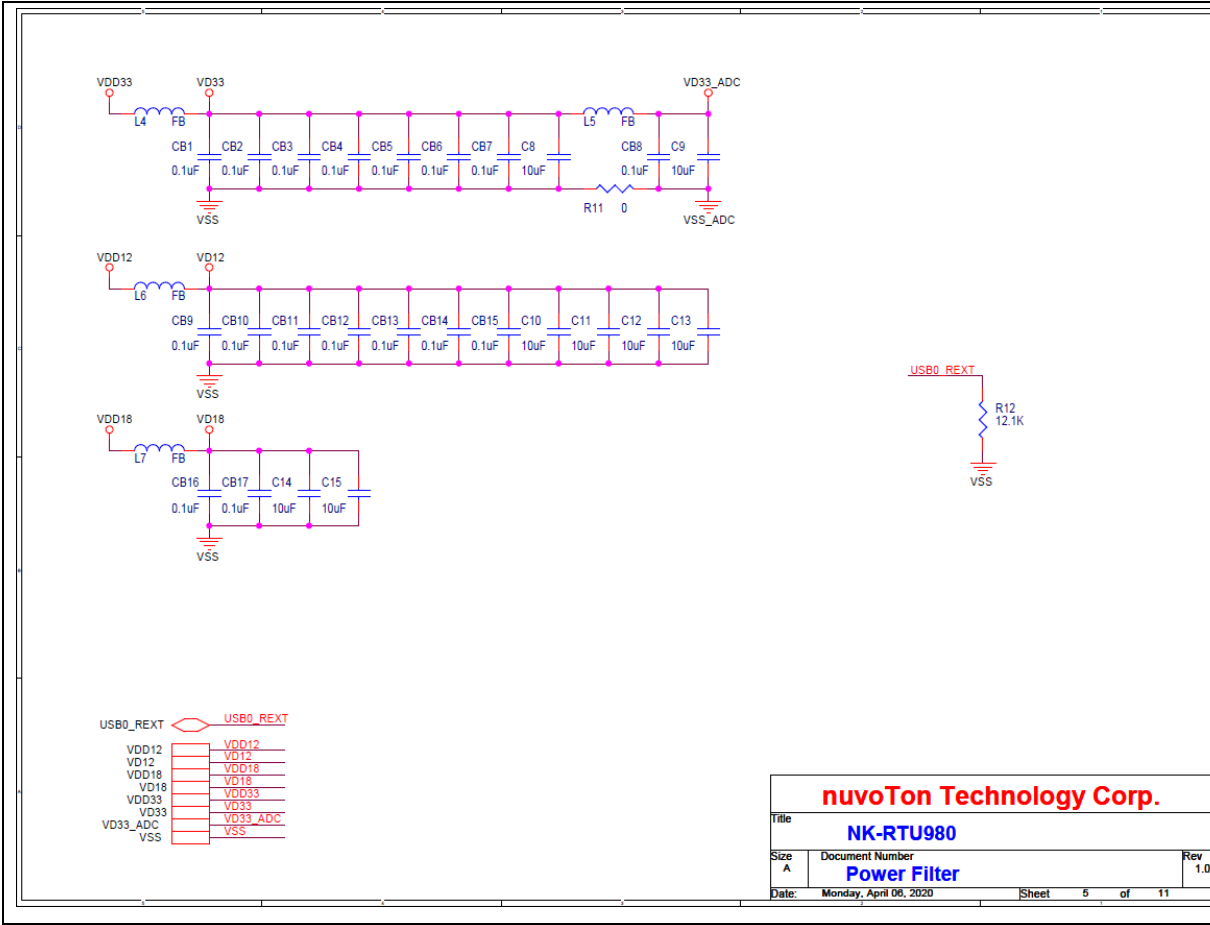 VDD33 VD33 VD33_ADC
L4 FB L5 FB
CB1 CB2 CB3 CB4 CB5 CB6 CB7 C8 CB8 C9
0.1uF 0.1uF 0.1uF 0.1uF 0.1uF 0.1uF 0.1uF 10uF 0.1uF 10uF
R11 0
VSS VSS_ADC
VDD12 VD12
L6 FB
CB9 CB10 CB11 CB12 CB13 CB14 CB15 C10 C11 C12 C13
0.1uF 0.1uF 0.1uF 0.1uF 0.1uF 0.1uF 0.1uF 10uF 10uF 10uF 10uF
VSS
USB0_REXT
R12
12.1K
VSS
VDD18 VD18
L7 FB
CB16 CB17 C14 C15
0.1uF 0.1uF 10uF 10uF
VSS
USB0_REXT USB0_REXT
VDD12 VDD12
VD12 VD12
VDD18 VDD18
VD18 VD18
VDD33 VDD33
VD33 VD33
VD33_ADC VD33_ADC
VSS VSS
nuvoTon Technology Corp.
Title
NK-RTU980
Size Document Number Rev
A Power Filter 1.0
Date: Monday, April 06, 2020 Sheet 5 of 11